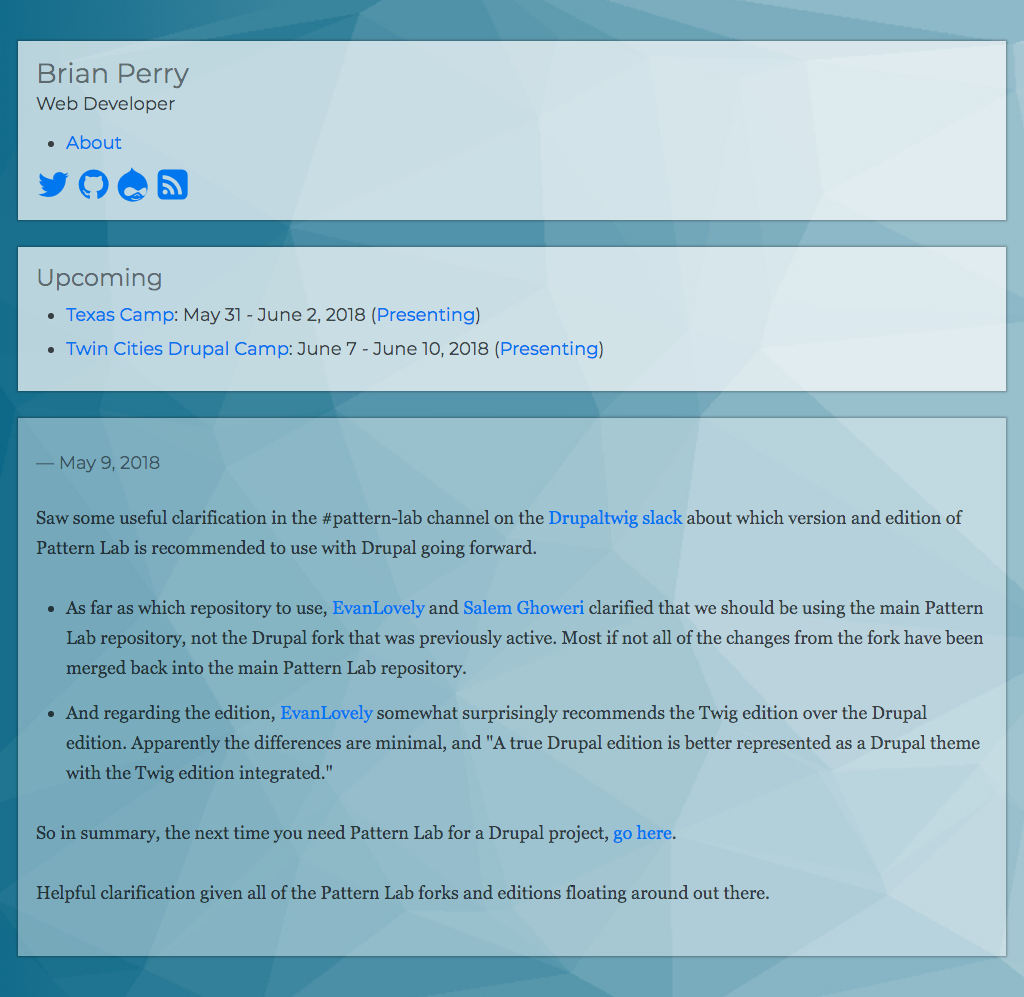 Brian Perry
Web Developer
About
Upcoming
Texas Camp: May 31 - June 2, 2018 (Presenting)
Twin Cities Drupal Camp: June 7 - June 10, 2018 (Presenting)
— May 9, 2018
Saw some useful clarification in the #pattern-lab channel on the Drupaltwig slack about which version and edition of
Pattern Lab is recommended to use with Drupal going forward.
As far as which repository to use, EvanLovely and Salem Ghoweri clarified that we should be using the main Pattern
Lab repository, not the Drupal fork that was previously active. Most if not all of the changes from the fork have been
merged back into the main Pattern Lab repository.
And regarding the edition, EvanLovely somewhat surprisingly recommends the Twig edition over the Drupal
edition. Apparently the differences are minimal, and "A true Drupal edition is better represented as a Drupal theme
with the Twig edition integrated."
So in summary, the next time you need Pattern Lab for a Drupal project, go here.
Helpful clarification given all of the Pattern Lab forks and editions floating around out there.